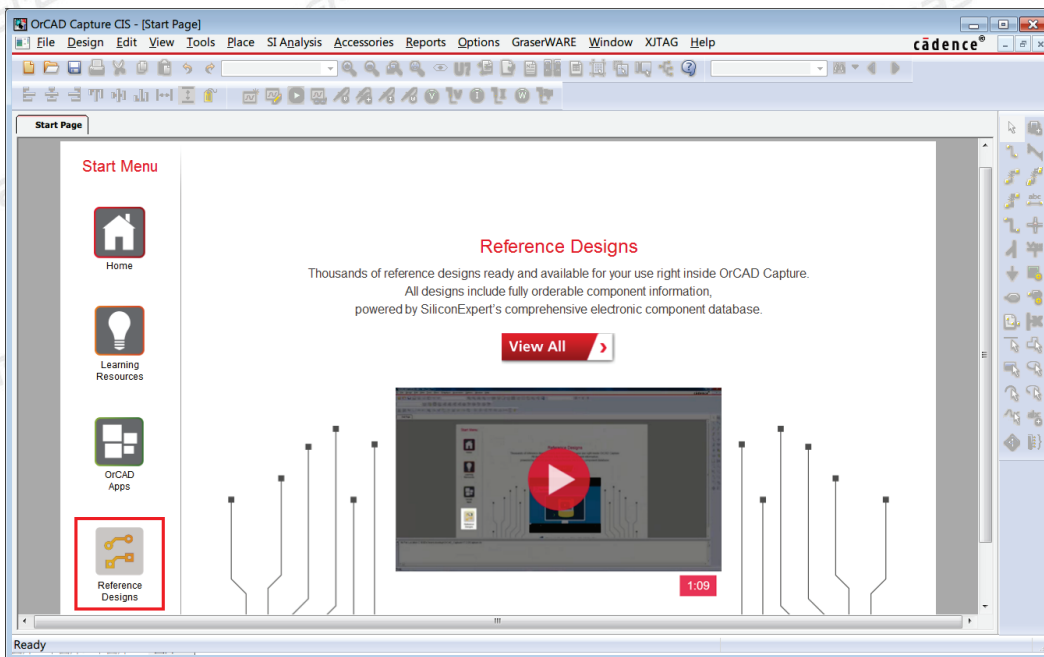 OrCAD Capture CIS - [Start Page]
File Design Edit View Tools Place SI Analysis Accessories Reports Options GraserWARE Window XJTAG Help
cādence®
Start Page
Start Menu
Home
Learning
Resources
OrCAD
Apps
Reference
Designs
Reference Designs
Thousands of reference designs ready and available for your use right inside OrCAD Capture.
All designs include fully orderable component information,
powered by SiliconExpert's comprehensive electronic component database.
View All
1:09
Ready